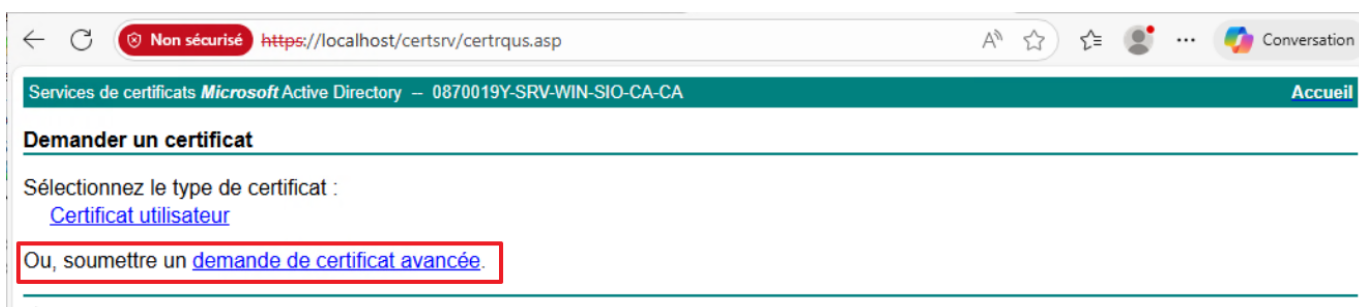 Non sécurisé https://localhost/certsrv/certrqus.asp Conversation
Services de certificats Microsoft Active Directory -- 0870019Y-SRV-WIN-SIO-CA-CA Accueil
Demander un certificat
Sélectionnez le type de certificat :
Certificat utilisateur
Ou, soumettre un demande de certificat avancée.